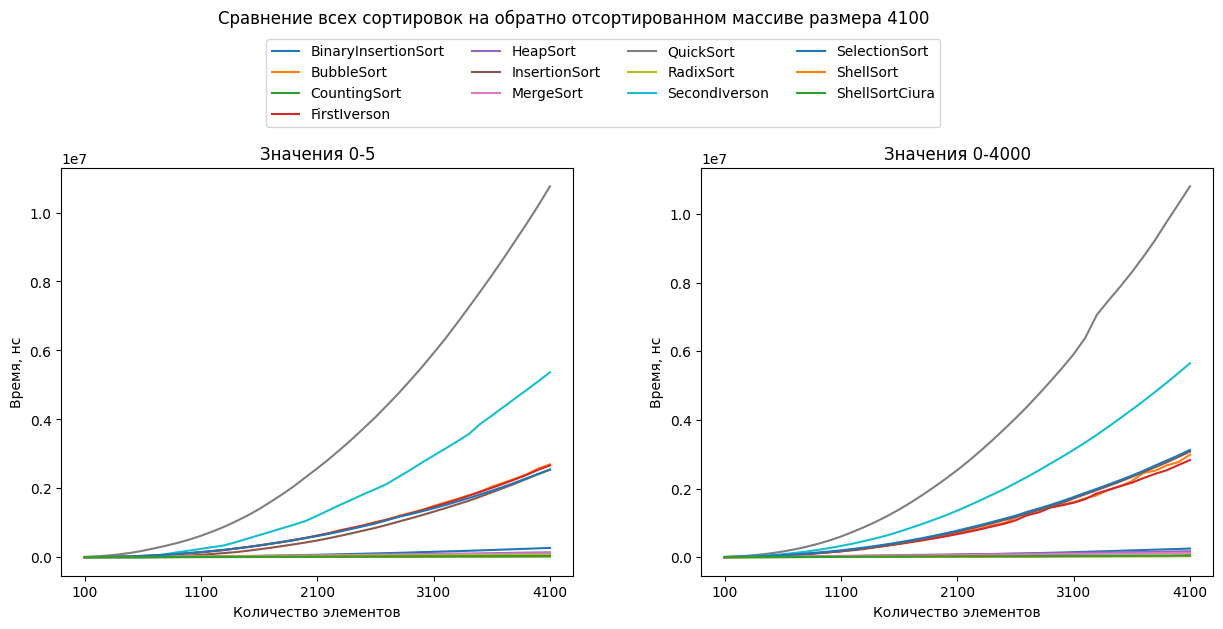 Сравнение всех сортировок на обратно отсортированном массиве размера 4100
BinaryInsertionSort
BubbleSort
CountingSort
FirstIverson
HeapSort
InsertionSort
MergeSort
QuickSort
RadixSort
SecondIverson
SelectionSort
ShellSort
ShellSortCiura
Значения 0-5
1e7
Время, нс
1.0
0.8
0.6
0.4
0.2
0.0
100 1100 2100 3100 4100
Количество элементов
Значения 0-4000
1e7
Время, нс
1.0
0.8
0.6
0.4
0.2
0.0
100 1100 2100 3100 4100
Количество элементов